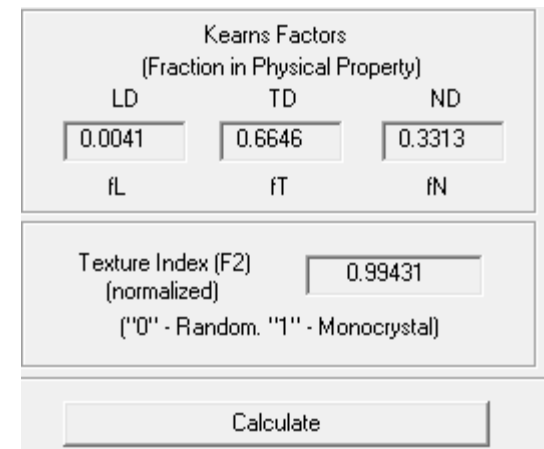 Kearns Factors
(Fraction in Physical Property)
LD TD ND
0.0041 0.6646 0.3313
fL fT fN
Texture Index (F2) 0.99431
(normalized)
("0" - Random. "1" - Monocrystal)
Calculate